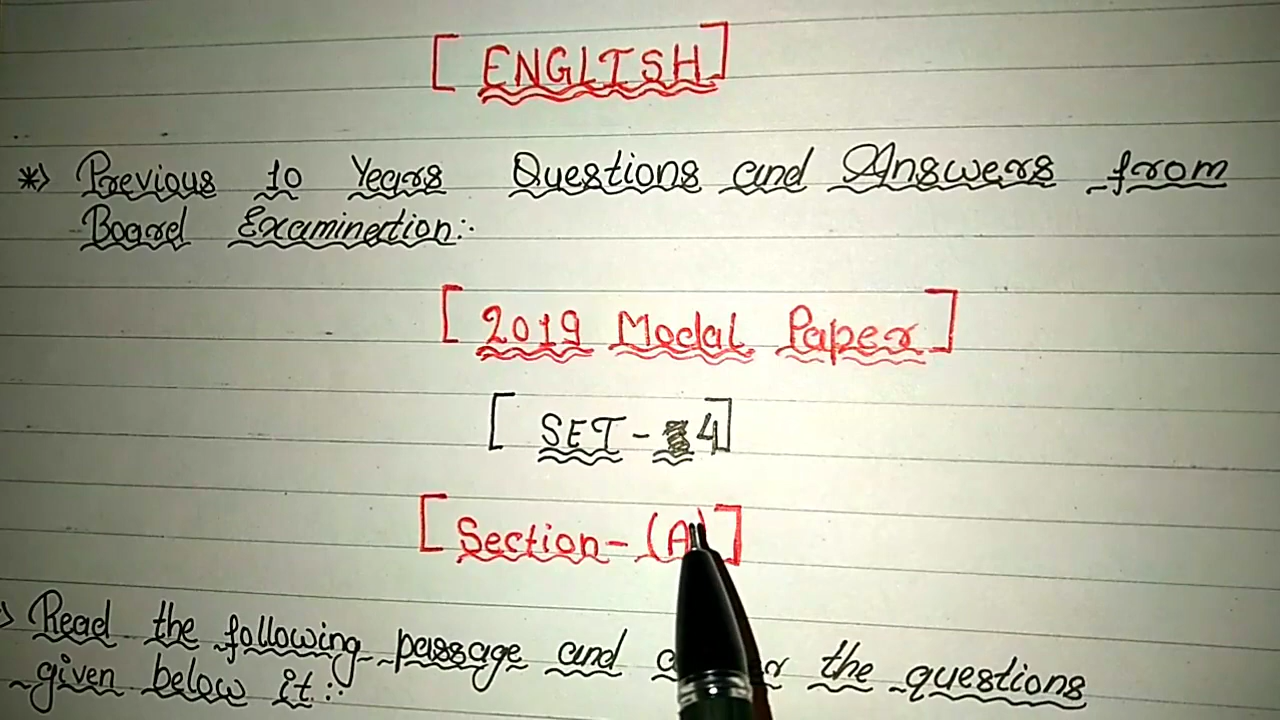 [ ENGLISH ]
*) Previous 10 Years Questions and Answers from
Board Examination:-
[ 2019 Modal Paper ]
[ SET - 4 ]
[ Section - (A) ]
> Read the following passage and the questions
given below it:-